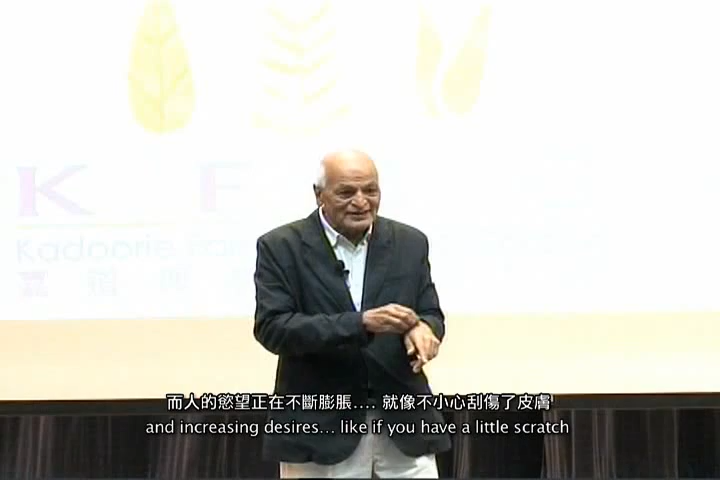 K F
Kadoorie Far
而人的慾望正在不斷膨脹.... 就像不小心刮傷了皮膚
and increasing desires... like if you have a little scratch